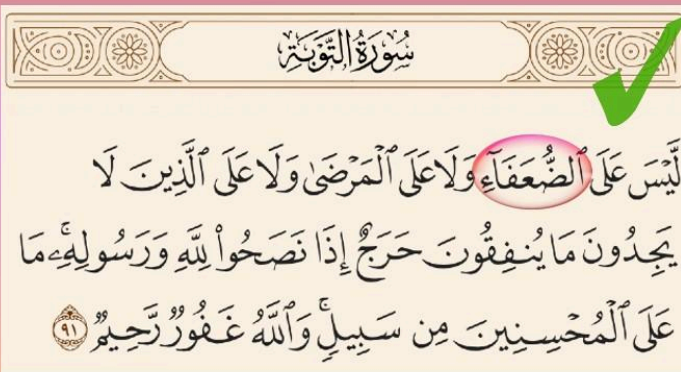 سُورَةُ التَّوْبَةِ
لَّيْسَ عَلَى ٱلضُّعَفَآءِ وَلَا عَلَى ٱلْمَرْضَىٰ وَلَا عَلَى ٱلَّذِينَ لَا
يَجِدُونَ مَا يُنفِقُونَ حَرَجٌ إِذَا نَصَحُوا۟ لِلَّهِ وَرَسُولِهِۦۚ مَا
عَلَى ٱلْمُحْسِنِينَ مِن سَبِيلٍۚ وَٱللَّهُ غَفُورٌ رَّحِيمٌ ٩١